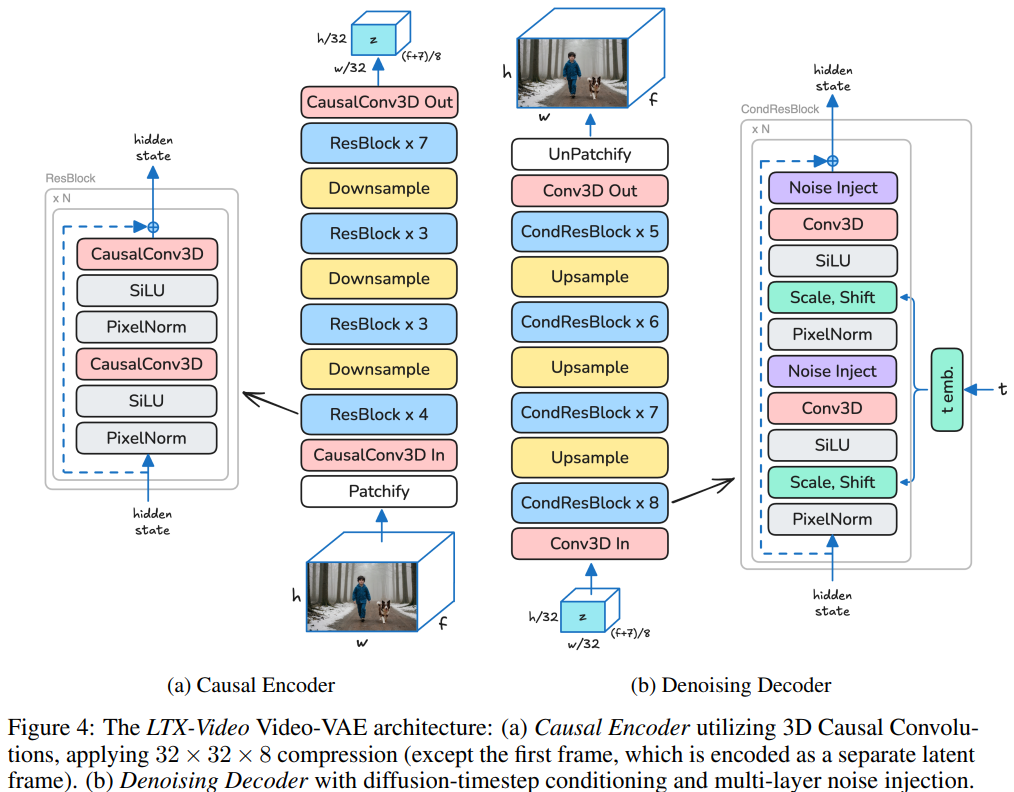 ResBlock
x N
hidden
state
CausalConv3D
SiLU
PixelNorm
CausalConv3D
SiLU
PixelNorm
hidden
state
h/32
z
w/32
(f+7)/8
CausalConv3D Out
ResBlock x 7
Downsample
ResBlock x 3
Downsample
ResBlock x 3
Downsample
ResBlock x 4
CausalConv3D In
Patchify
h
w
f
(a) Causal Encoder
h
w
f
UnPatchify
Conv3D Out
CondResBlock x 5
Upsample
CondResBlock x 6
Upsample
CondResBlock x 7
Upsample
CondResBlock x 8
Conv3D In
h/32
z
w/32
(f+7)/8
hidden
state
CondResBlock
x N
Noise Inject
Conv3D
SiLU
Scale, Shift
PixelNorm
Noise Inject
Conv3D
SiLU
Scale, Shift
PixelNorm
t emb.
t
hidden
state
(b) Denoising Decoder
Figure 4: The LTX-Video Video-VAE architecture: (a) Causal Encoder utilizing 3D Causal Convolu-
tions, applying 32 × 32 × 8 compression (except the first frame, which is encoded as a separate latent
frame). (b) Denoising Decoder with diffusion-timestep conditioning and multi-layer noise injection.